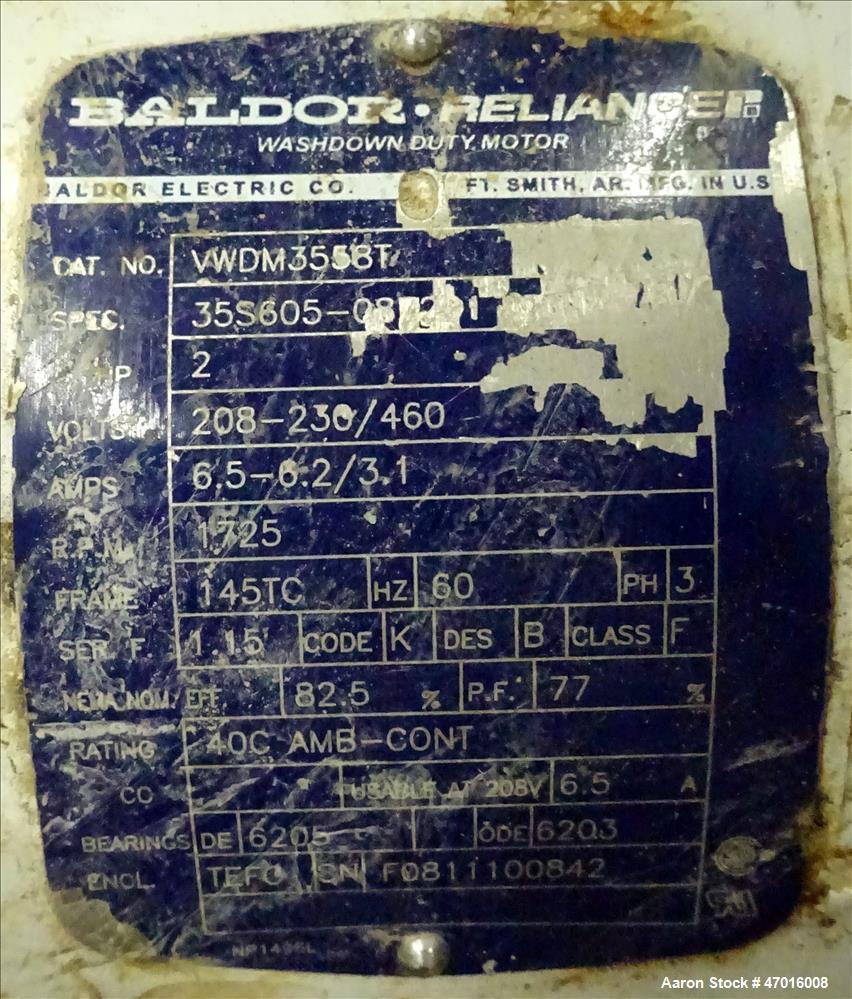 BALDOR • RELIANCE
WASHDOWN DUTY MOTOR
BALDOR ELECTRIC CO. FT. SMITH, AR. MFG. IN U.S
CAT. NO. VWDM3558T
SPEC.
P 2
VOLTS 208-230/460
AMPS 6.5-6.2/3.1
R.P.M. 1725
FRAME 145TC HZ 60 PH 3
SER. F. 1.15 CODE K DES B CLASS F
NEMA NOM. EFF. 82.5 % P.F. 77 %
RATING 40C AMB-CONT
CC USABLE AT 208V 6.5 A
BEARINGS DE 6205 ODE 6203
ENCL. TEFC SN F0811100842
Aaron Stock # 47016008